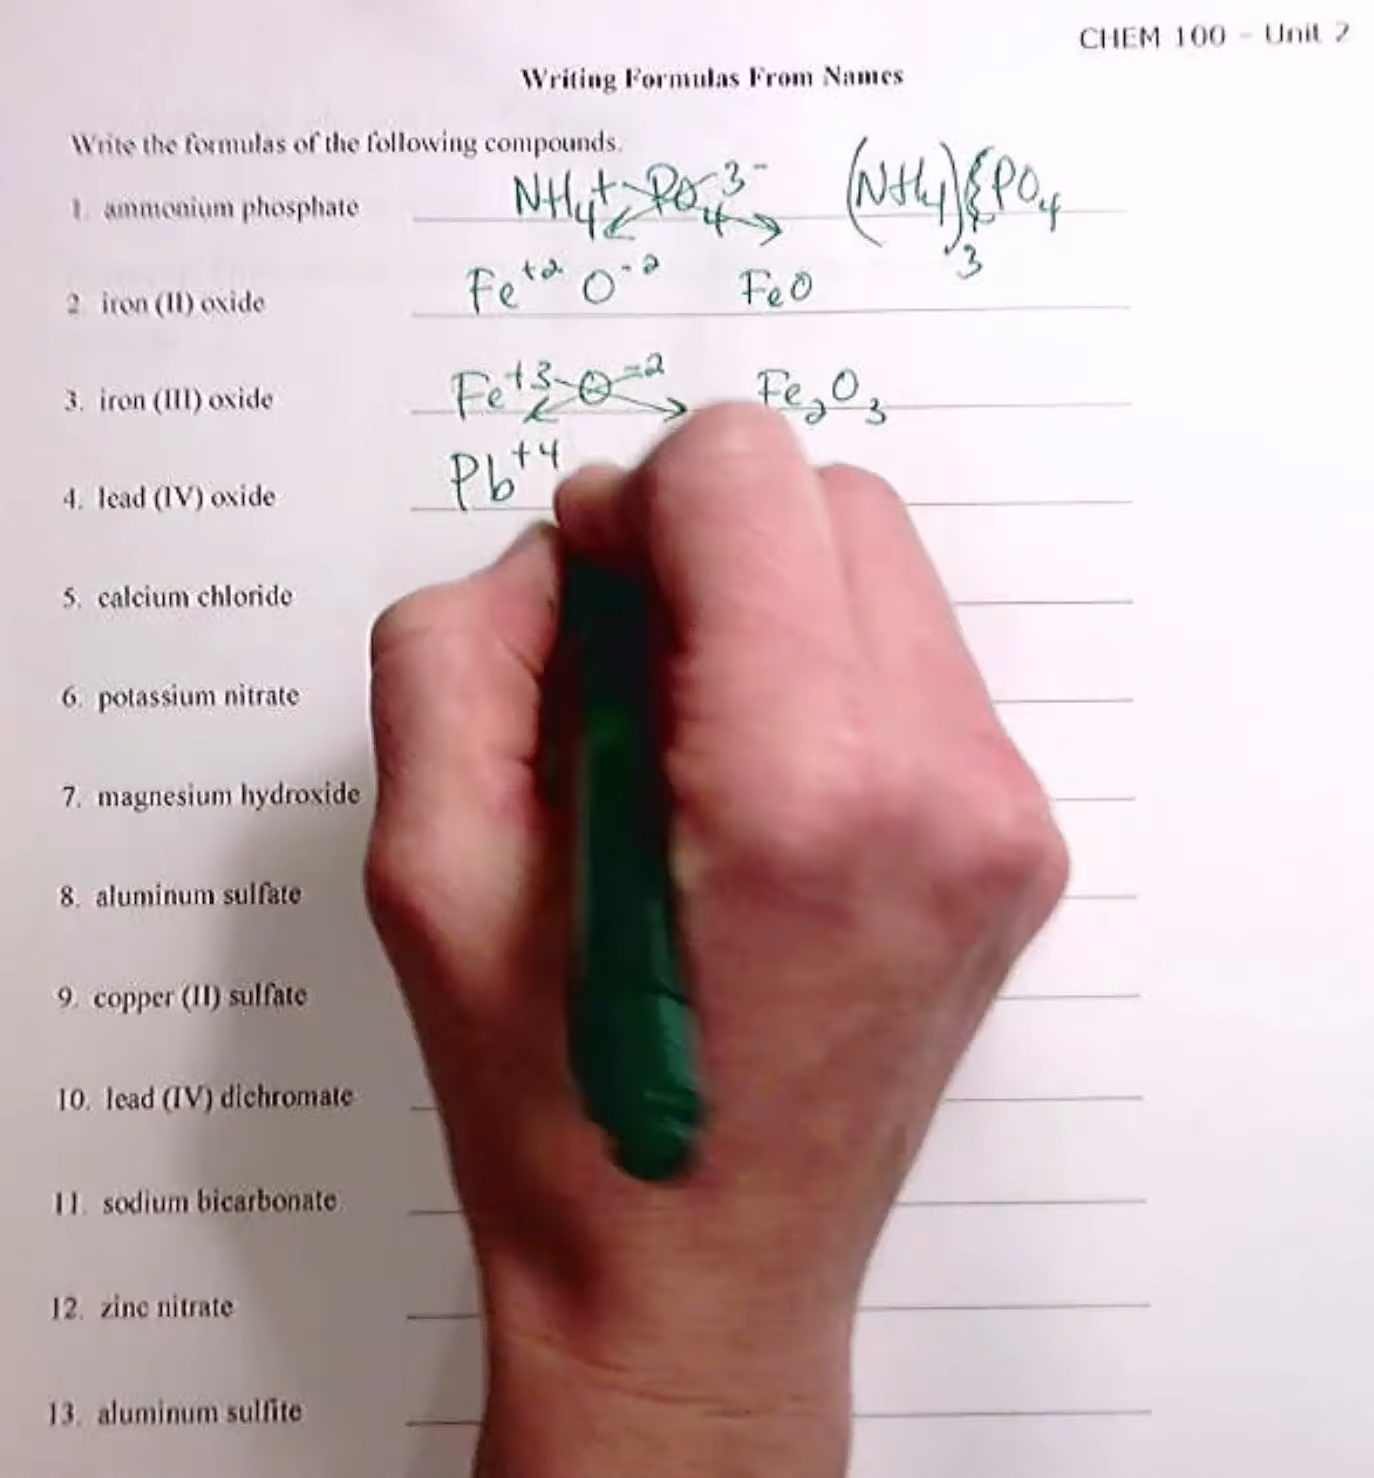 CHEM 100 - Unit 2
Writing Formulas From Names
Write the formulas of the following compounds.
1. ammonium phosphate NH4+ PO4 3- (NH4)3 PO4
2. iron (II) oxide Fe+2 O-2 FeO
3. iron (III) oxide Fe+3 O-2 Fe2O3
4. lead (IV) oxide Pb+4
5. calcium chloride
6. potassium nitrate
7. magnesium hydroxide
8. aluminum sulfate
9. copper (II) sulfate
10. lead (IV) dichromate
11. sodium bicarbonate
12. zinc nitrate
13. aluminum sulfite